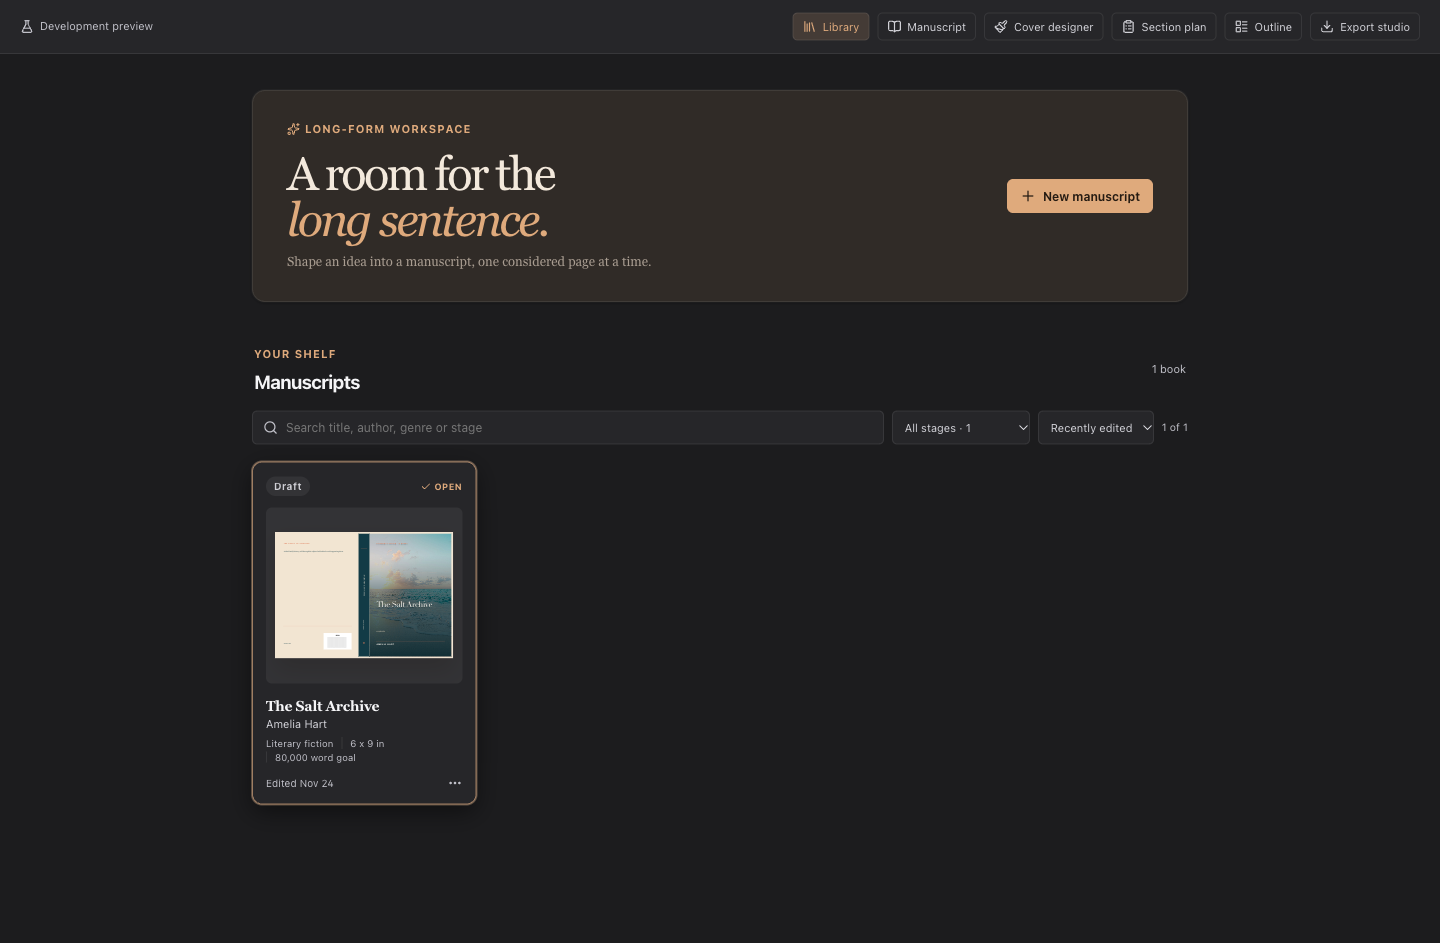 Development preview
Library
Manuscript
Cover designer
Section plan
Outline
Export studio
LONG-FORM WORKSPACE
A room for the
long sentence.
Shape an idea into a manuscript, one considered page at a time.
New manuscript
YOUR SHELF
Manuscripts
1 book
Search title, author, genre or stage
All stages · 1
Recently edited
1 of 1
Draft
OPEN
The Salt Archive
The Salt Archive
Amelia Hart
Literary fiction
6 x 9 in
80,000 word goal
Edited Nov 24